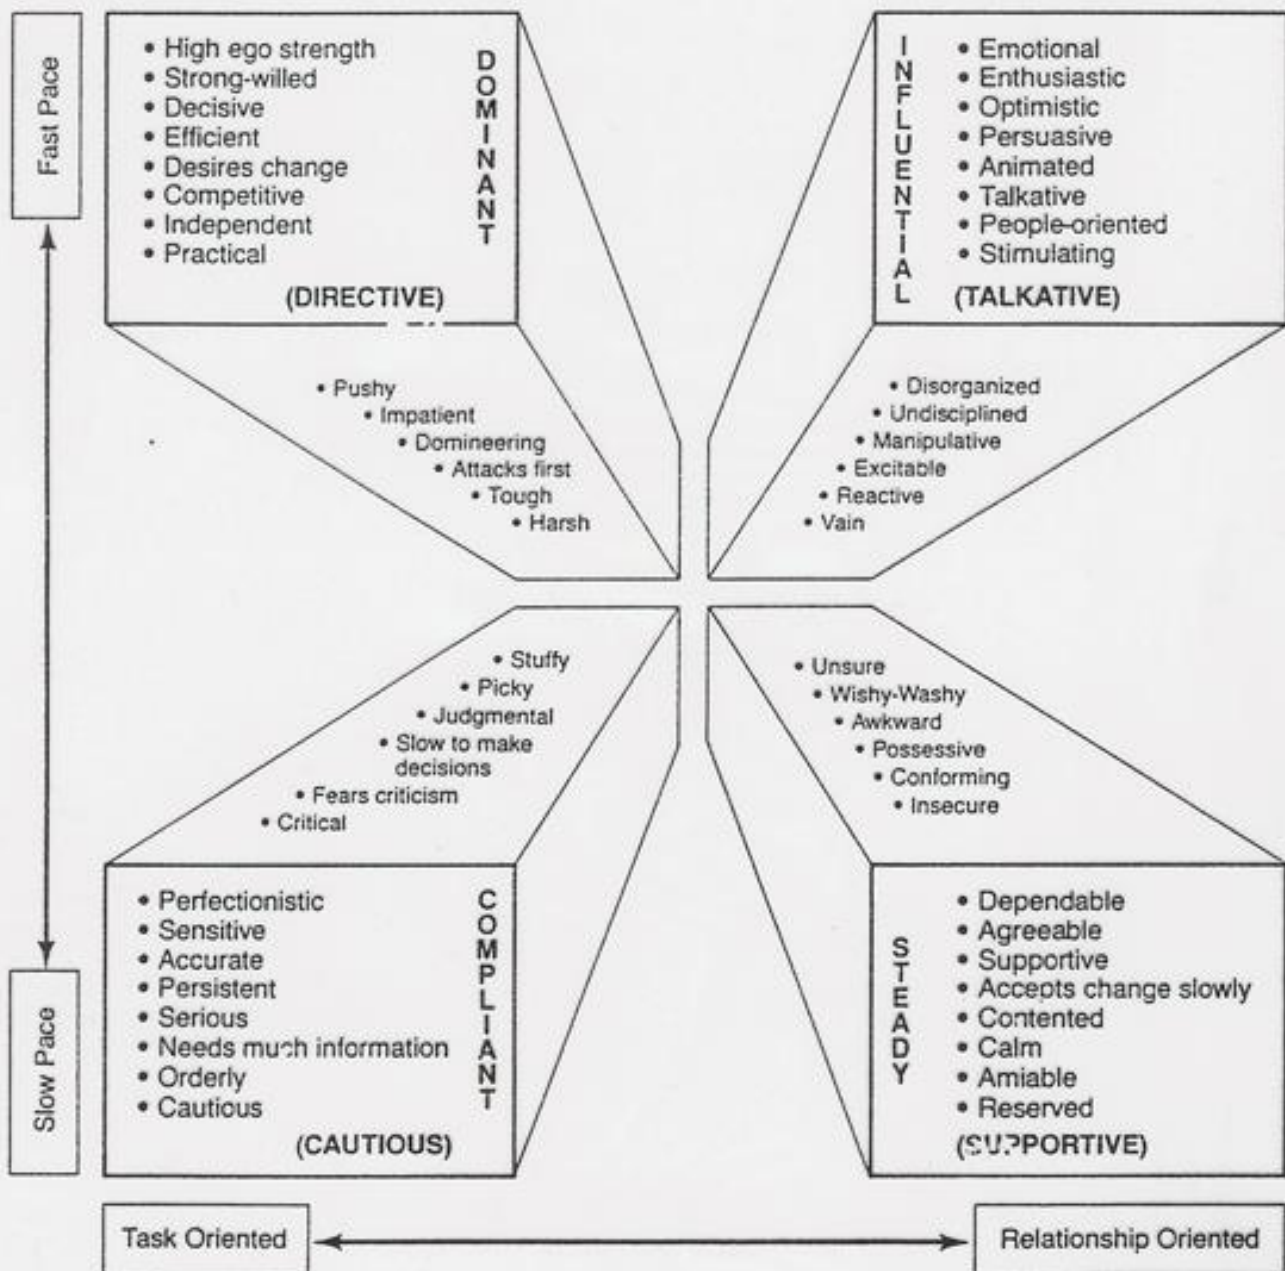 Fast Pace
• High ego strength
• Strong-willed
• Decisive
• Efficient
• Desires change
• Competitive
• Independent
• Practical
DOMINANT
(DIRECTIVE)
INFLUENTIAL
• Emotional
• Enthusiastic
• Optimistic
• Persuasive
• Animated
• Talkative
• People-oriented
• Stimulating
(TALKATIVE)
• Pushy
• Impatient
• Domineering
• Attacks first
• Tough
• Harsh
• Disorganized
• Undisciplined
• Manipulative
• Excitable
• Reactive
• Vain
• Stuffy
• Picky
• Judgmental
• Slow to make
decisions
• Fears criticism
• Critical
• Unsure
• Wishy-Washy
• Awkward
• Possessive
• Conforming
• Insecure
Slow Pace
• Perfectionistic
• Sensitive
• Accurate
• Persistent
• Serious
• Needs much information
• Orderly
• Cautious
COMPLIANT
(CAUTIOUS)
STEADY
• Dependable
• Agreeable
• Supportive
• Accepts change slowly
• Contented
• Calm
• Amiable
• Reserved
(SUPPORTIVE)
Task Oriented
Relationship Oriented